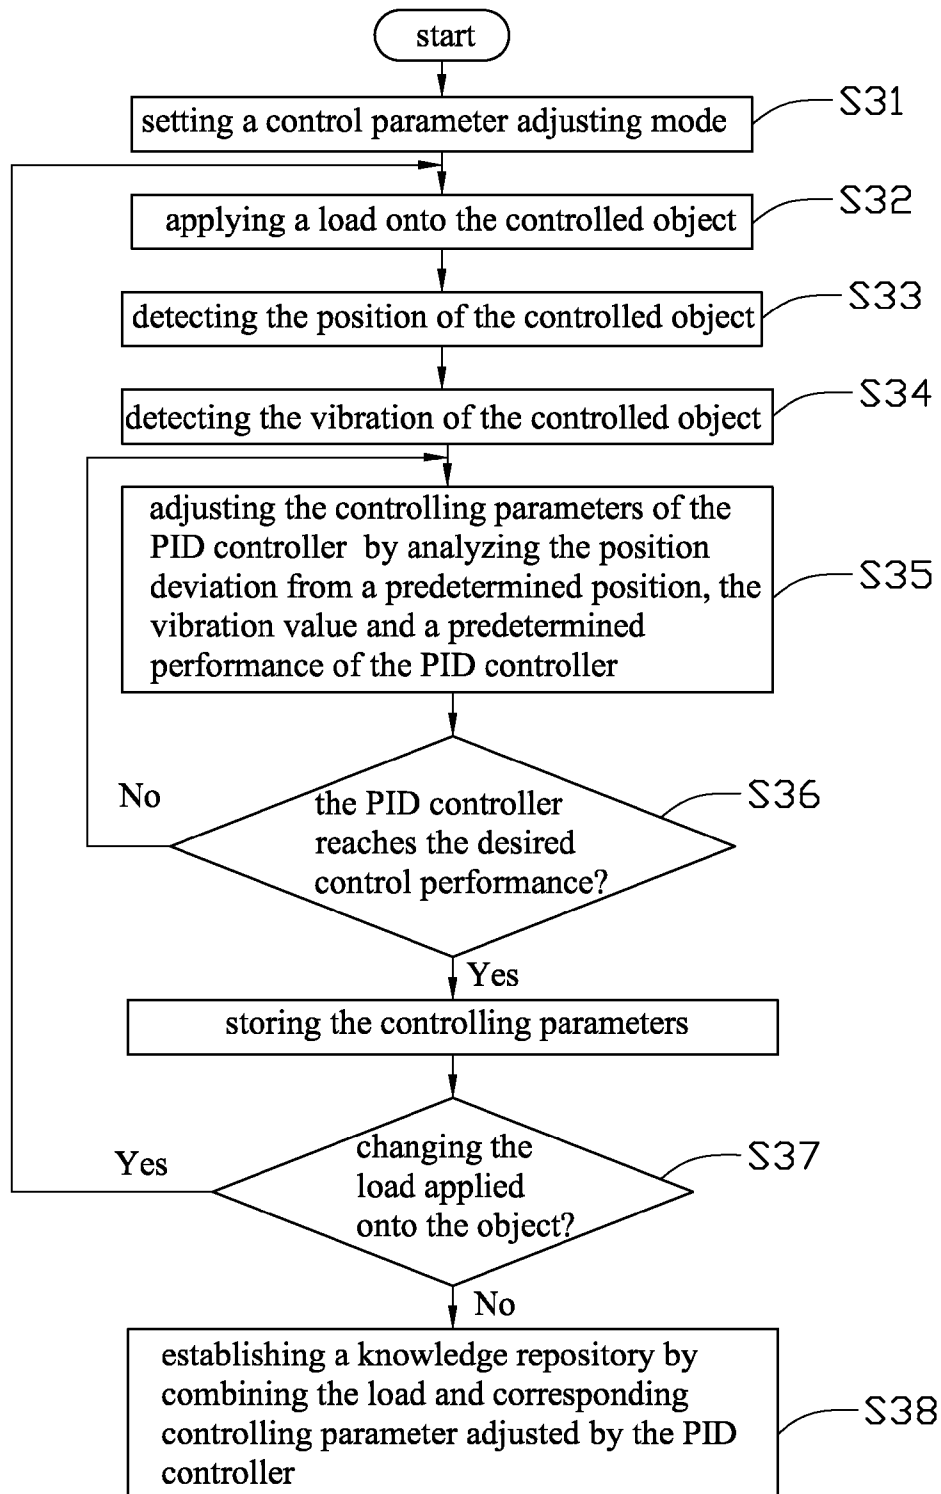 start
setting a control parameter adjusting mode
S31
applying a load onto the controlled object
S32
detecting the position of the controlled object
S33
detecting the vibration of the controlled object
S34
adjusting the controlling parameters of the
PID controller by analyzing the position
deviation from a predetermined position, the
vibration value and a predetermined
performance of the PID controller
S35
No
the PID controller
reaches the desired
control performance?
S36
Yes
storing the controlling parameters
Yes
changing the
load applied
onto the object?
S37
No
establishing a knowledge repository by
combining the load and corresponding
controlling parameter adjusted by the PID
controller
S38